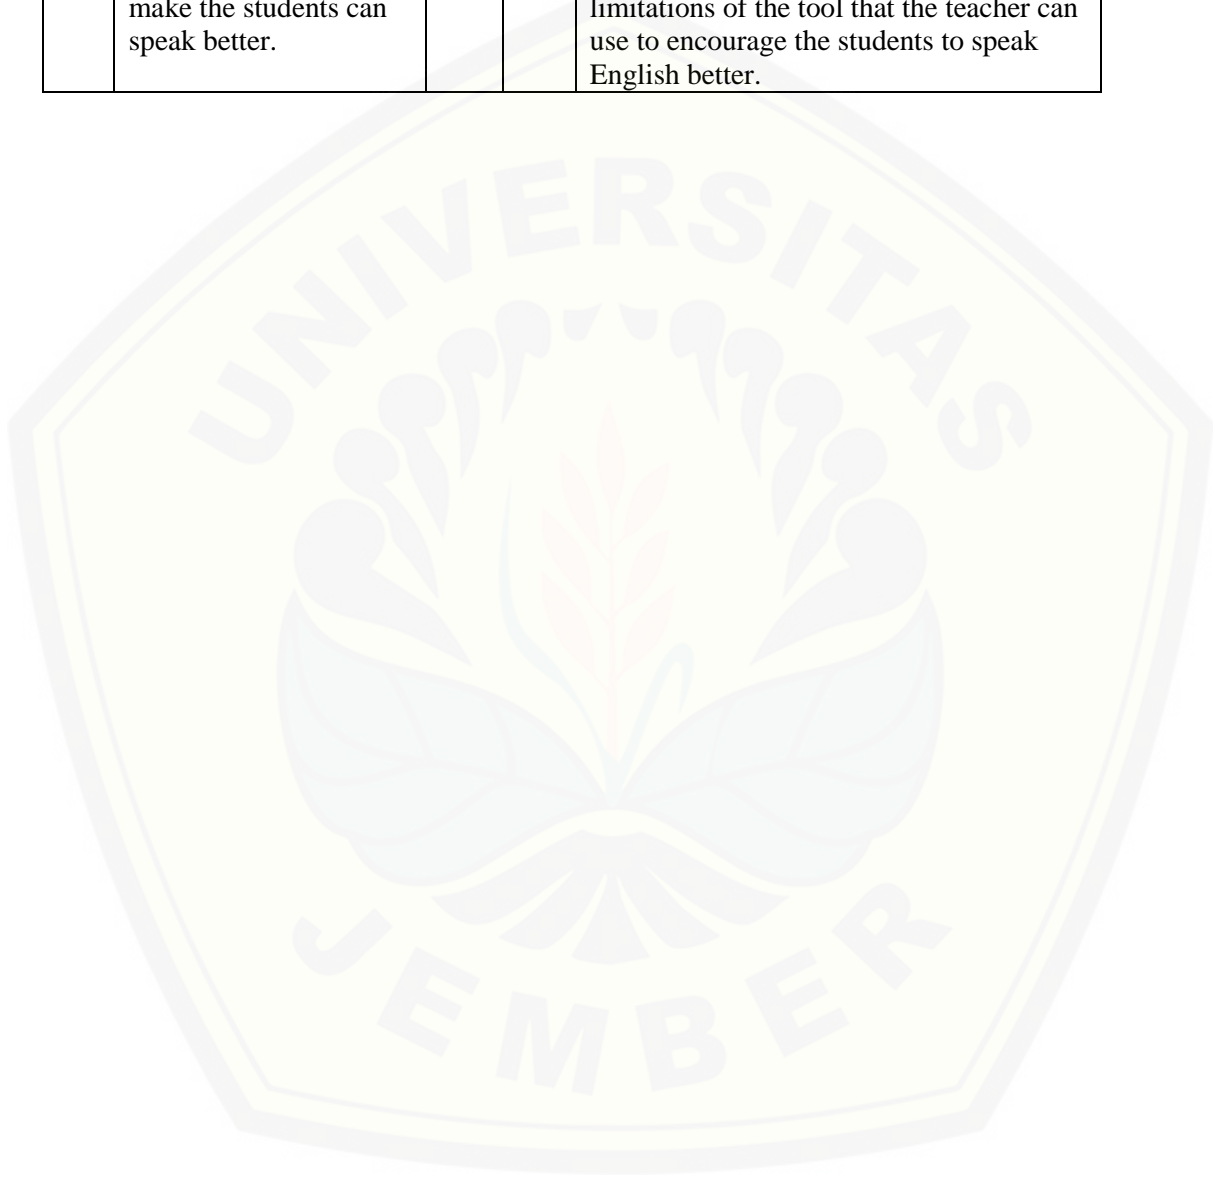 make the students can
speak better.
limitations of the tool that the teacher can
use to encourage the students to speak
English better.
UNIVERSITAS
JEMBER